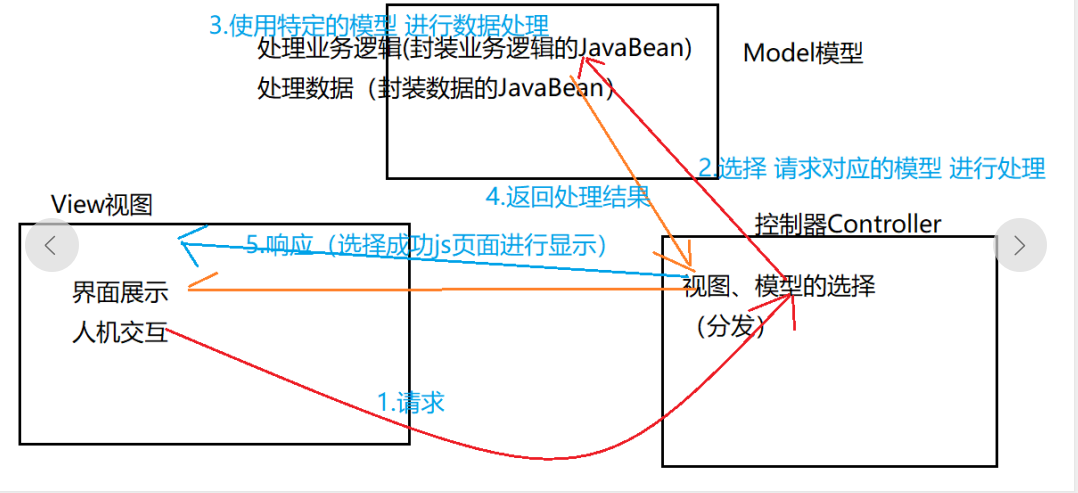 3.使用特定的模型 进行数据处理
处理业务逻辑(封装业务逻辑的JavaBean)
Model模型
处理数据（封装数据的JavaBean）
2.选择 请求对应的模型 进行处理
4.返回处理结果
View视图
控制器Controller
5.响应（选择成功js页面进行显示）
界面展示
视图、模型的选择
人机交互
（分发）
1.请求